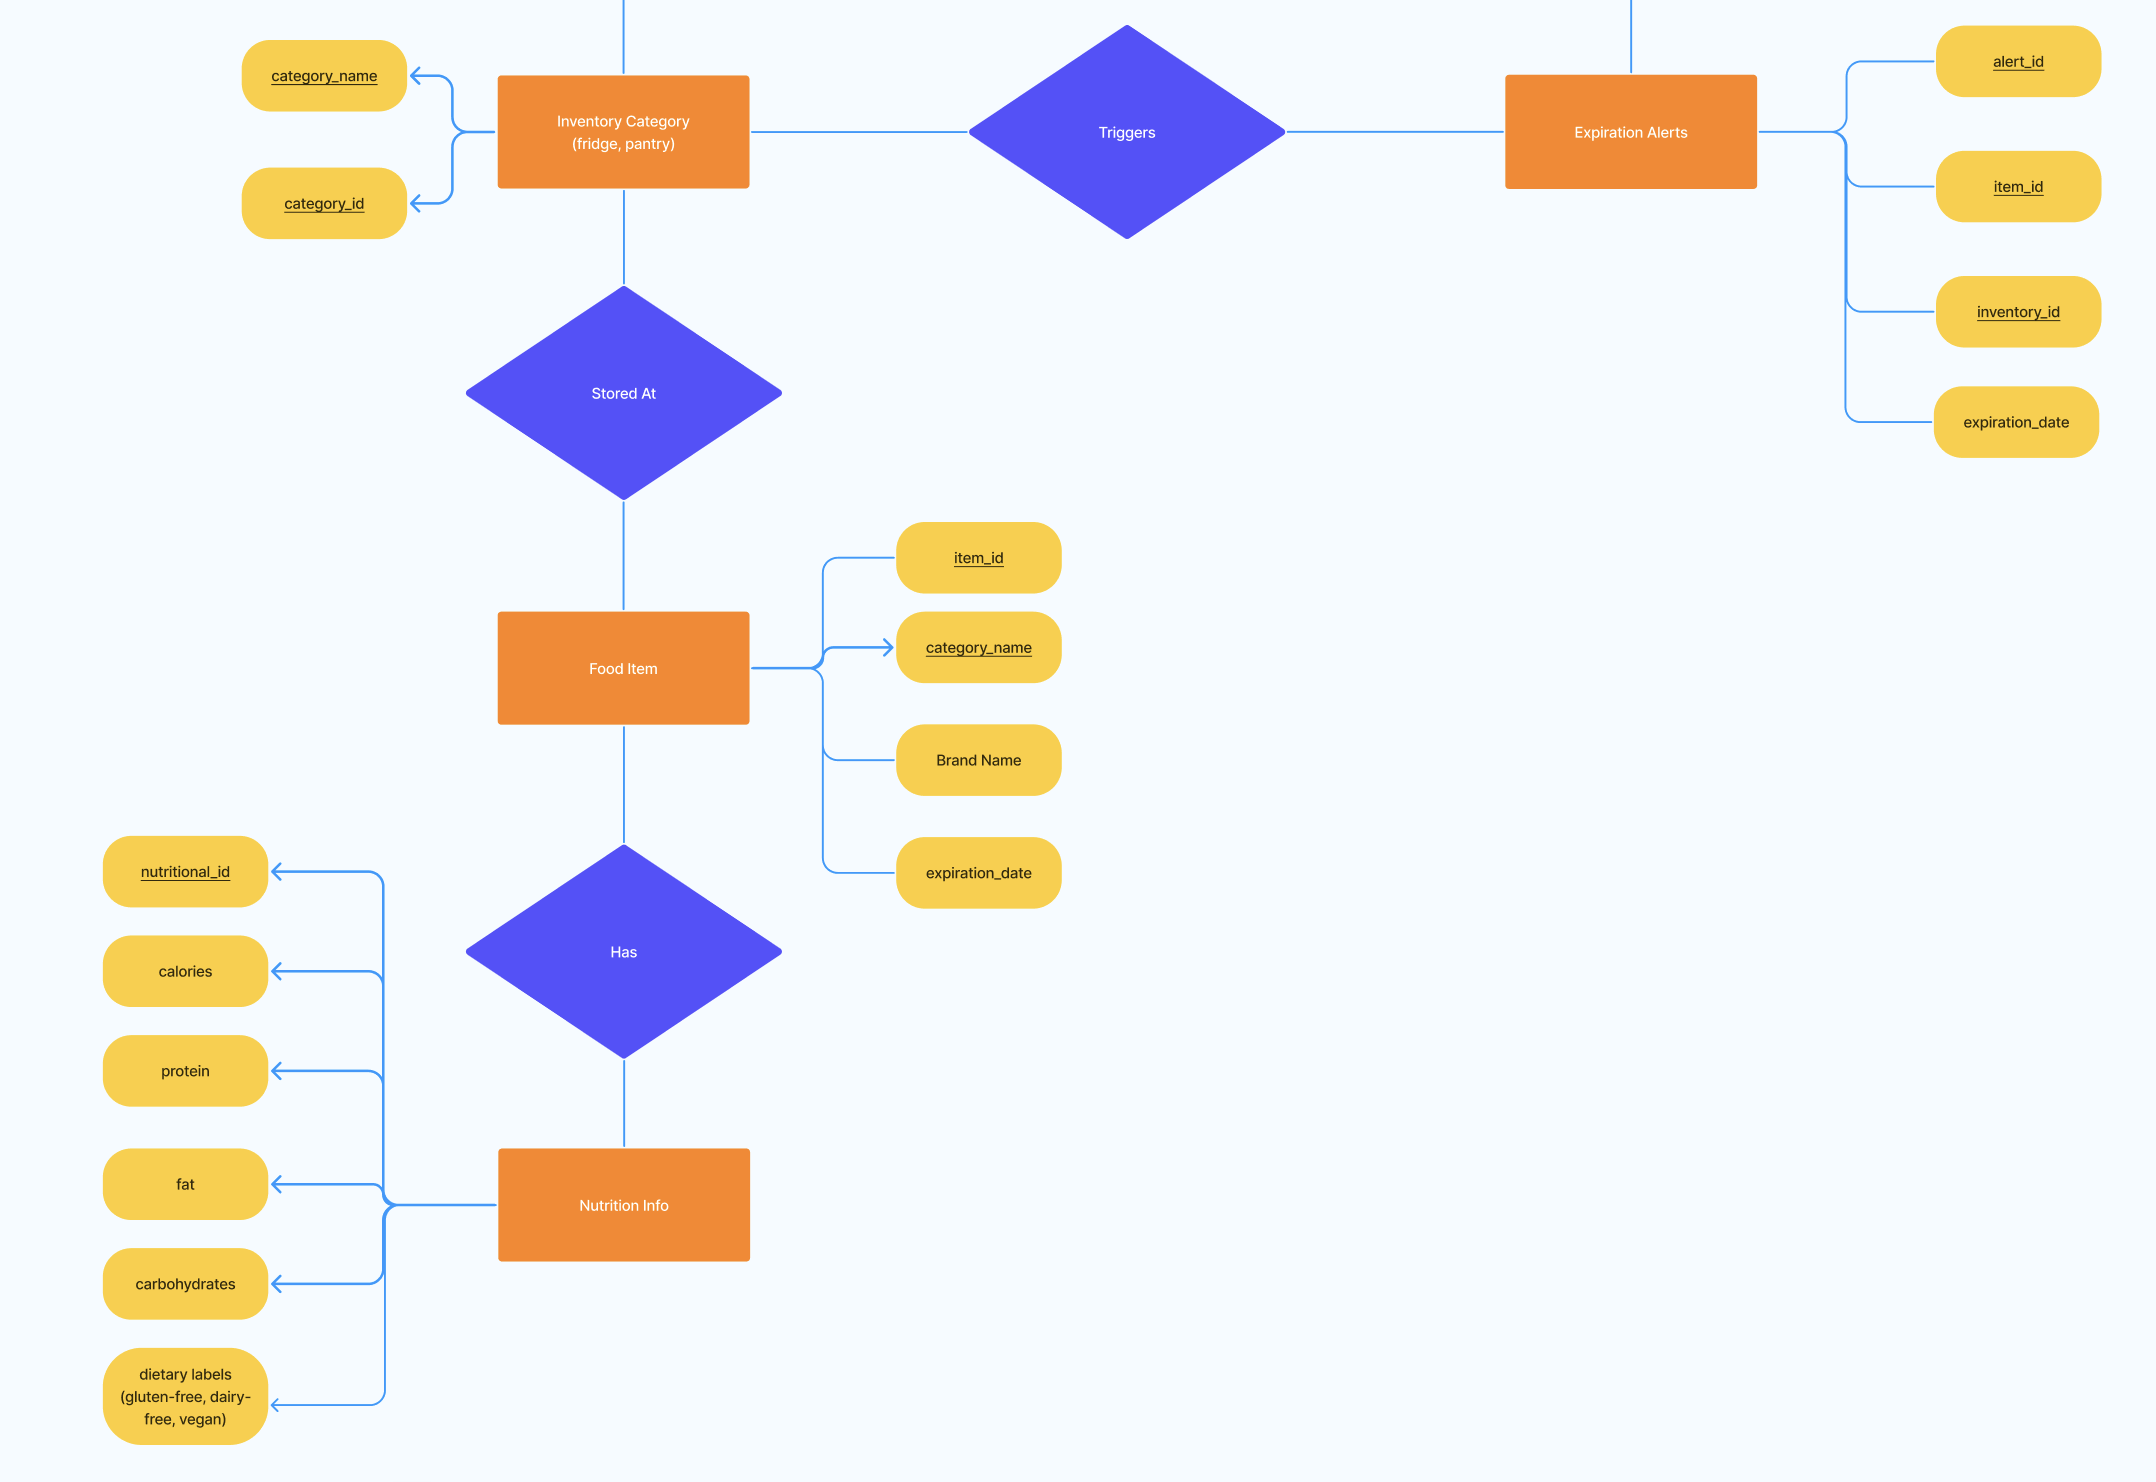 category_name
category_id
Inventory Category
(fridge, pantry)
Triggers
Expiration Alerts
alert_id
item_id
inventory_id
expiration_date
Stored At
Food Item
item_id
category_name
Brand Name
expiration_date
Has
nutritional_id
calories
protein
fat
carbohydrates
dietary labels
(gluten-free, dairy-
free, vegan)
Nutrition Info